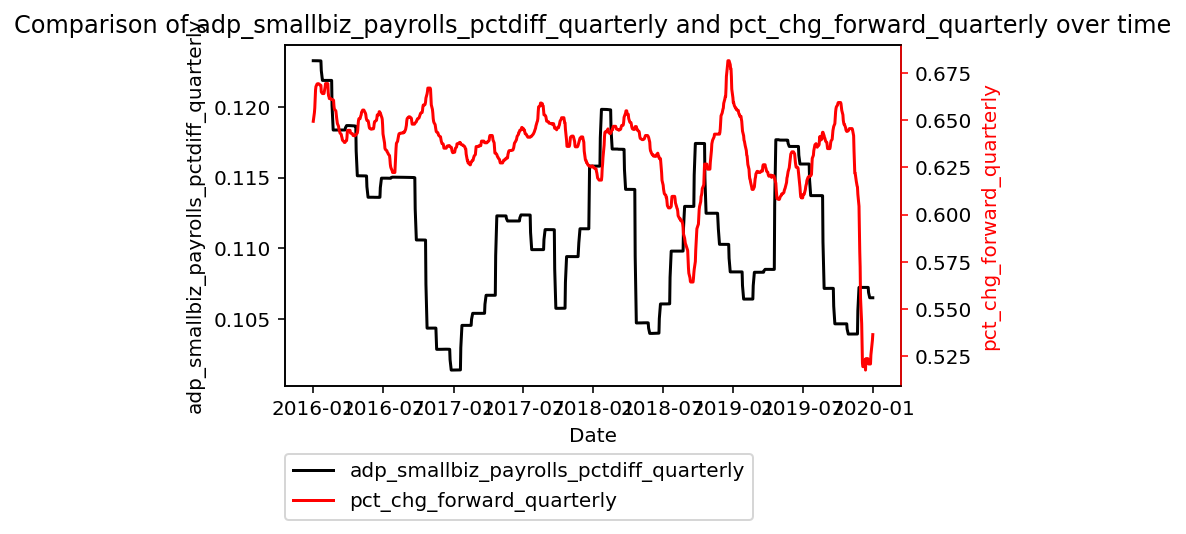 Comparison of adp_smallbiz_payrolls_pctdiff_quarterly and pct_chg_forward_quarterly over time
adp_smallbiz_payrolls_pctdiff_quarterly
0.120
0.115
0.110
0.105
0.675
0.650
0.625
0.600
0.575
0.550
0.525
pct_chg_forward_quarterly
2016-01 2016-07 2017-01 2017-07 2018-01 2018-07 2019-01 2019-07 2020-01
Date
adp_smallbiz_payrolls_pctdiff_quarterly
pct_chg_forward_quarterly